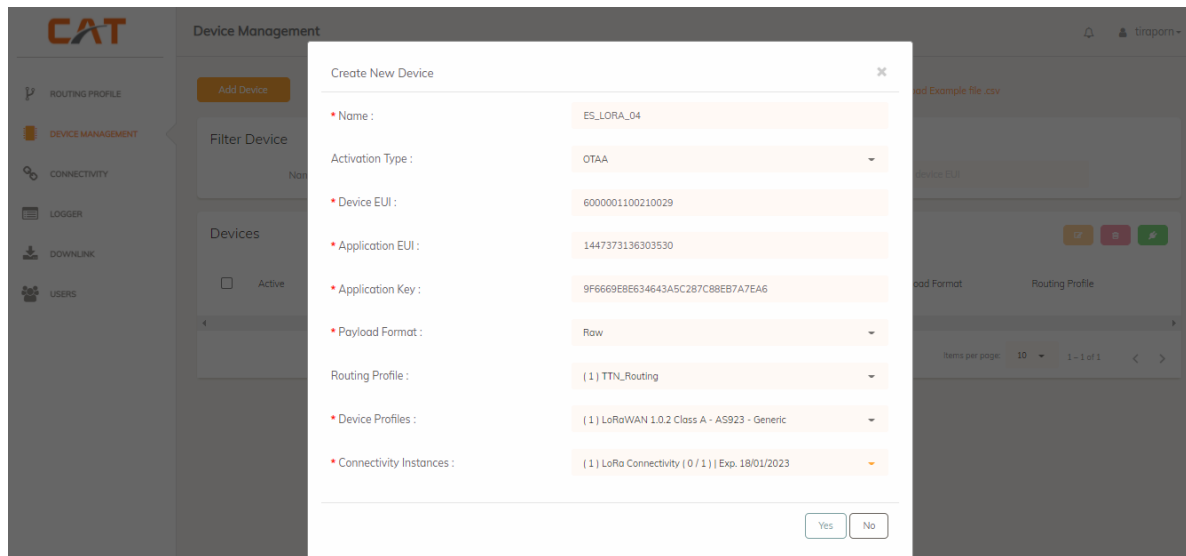 CAT
Device Management
tiraporn
ROUTING PROFILE
DEVICE MANAGEMENT
CONNECTIVITY
LOGGER
DOWNLINK
USERS
Add Device
ad Example file .csv
Filter Device
Nam
device EUI
Devices
Active
oad Format
Routing Profile
Items per page: 10
1 – 1 of 1
Create New Device
* Name : ES_LORA_04
Activation Type : OTAA
* Device EUI : 6000001100210029
* Application EUI : 1447373136303530
* Application Key : 9F6669E8E634643A5C287C88EB7A7EA6
* Payload Format : Raw
Routing Profile : ( 1 ) TTN_Routing
* Device Profiles : ( 1 ) LoRaWAN 1.0.2 Class A - AS923 - Generic
* Connectivity Instances : ( 1 ) LoRa Connectivity ( 0 / 1 ) | Exp. 18/01/2023
Yes No